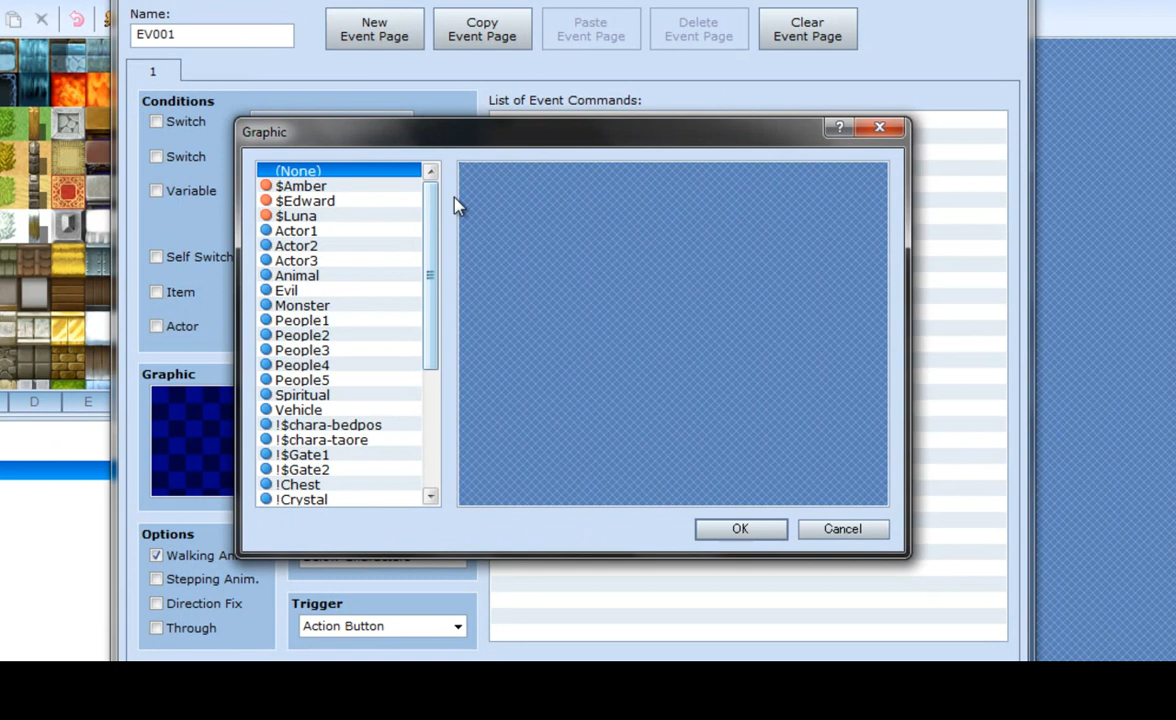 Name:
EV001
New
Event Page
Copy
Event Page
Paste
Event Page
Delete
Event Page
Clear
Event Page
1
Conditions
Switch
Switch
Variable
Self Switch
Item
Actor
Graphic
Options
Walking An
Stepping Anim.
Direction Fix
Through
Trigger
Action Button
List of Event Commands:
D
E
Graphic
?
(None)
$Amber
$Edward
$Luna
Actor1
Actor2
Actor3
Animal
Evil
Monster
People1
People2
People3
People4
People5
Spiritual
Vehicle
!$chara-bedpos
!$chara-taore
!$Gate1
!$Gate2
!Chest
!Crystal
OK
Cancel